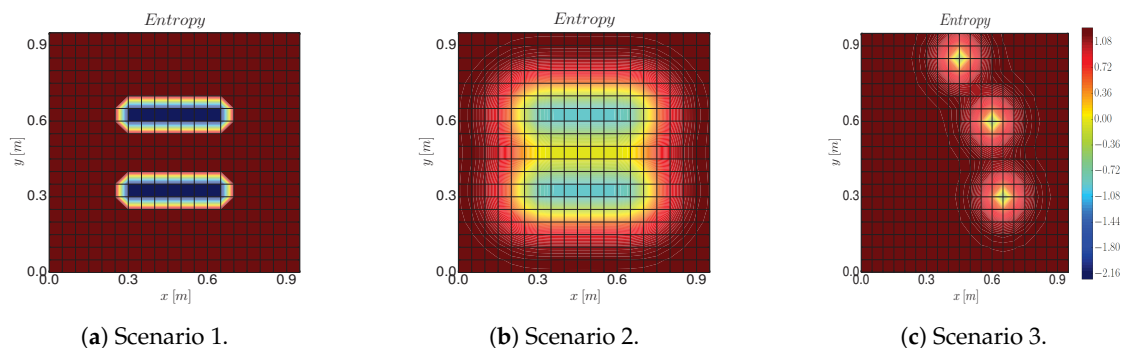 Entropy
0.9
0.6
0.3
0.0
0.0 0.3 0.6 0.9
y [m]
x [m]
(a) Scenario 1.
Entropy
0.9
0.6
0.3
0.0
0.0 0.3 0.6 0.9
y [m]
x [m]
(b) Scenario 2.
Entropy
0.9
0.6
0.3
0.0
0.0 0.3 0.6 0.9
y [m]
x [m]
1.08
0.72
0.36
0.00
−0.36
−0.72
−1.08
−1.44
−1.80
−2.16
(c) Scenario 3.